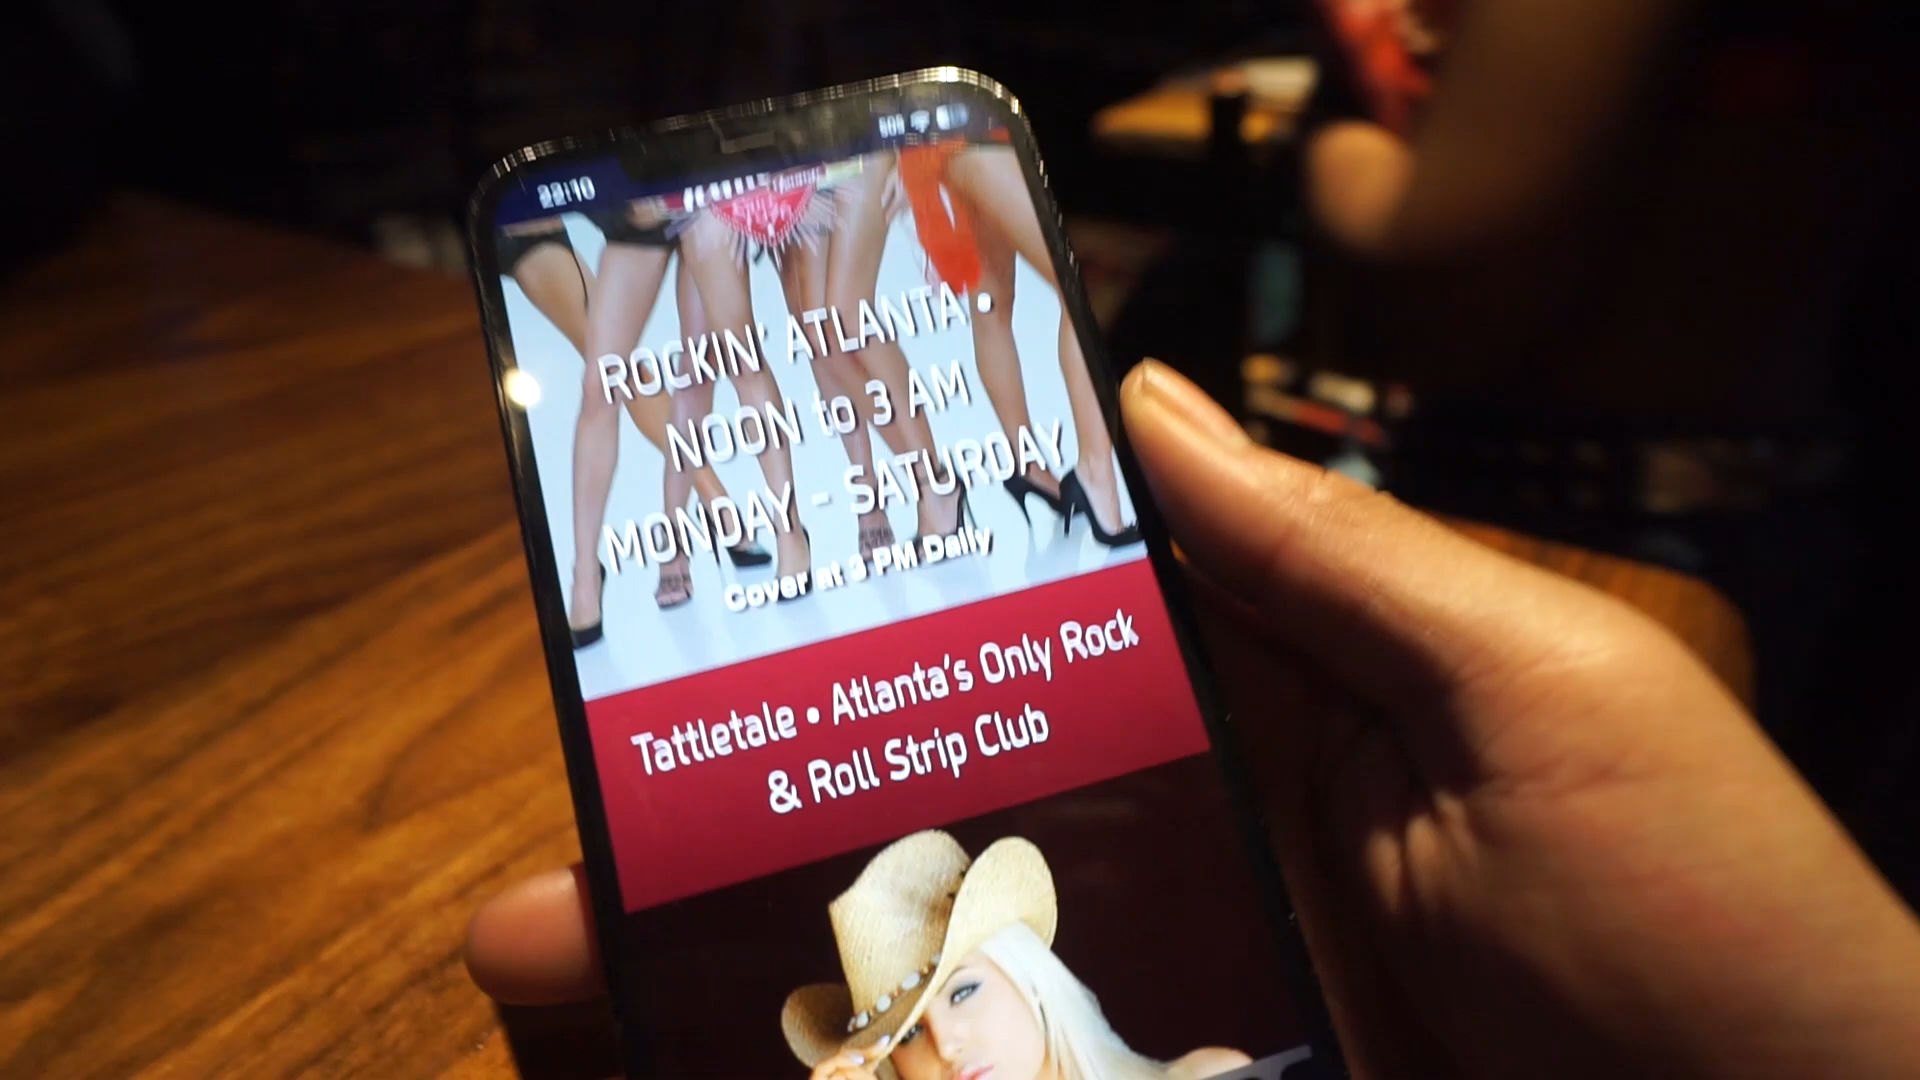 22:10
SOS
ROCKIN' ATLANTA •
NOON to 3 AM
MONDAY - SATURDAY
Cover at 3 PM Daily
Tattletale • Atlanta's Only Rock
& Roll Strip Club